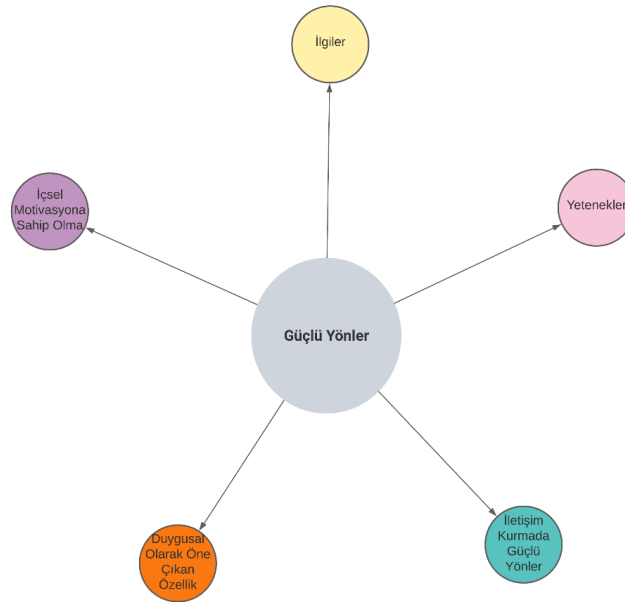 İlgiler
Yetenekler
İçsel
Motivasyona
Sahip Olma
Güçlü Yönler
İletişim
Kurmada
Güçlü
Yönler
Duygusal
Olarak Öne
Çıkan
Özellik